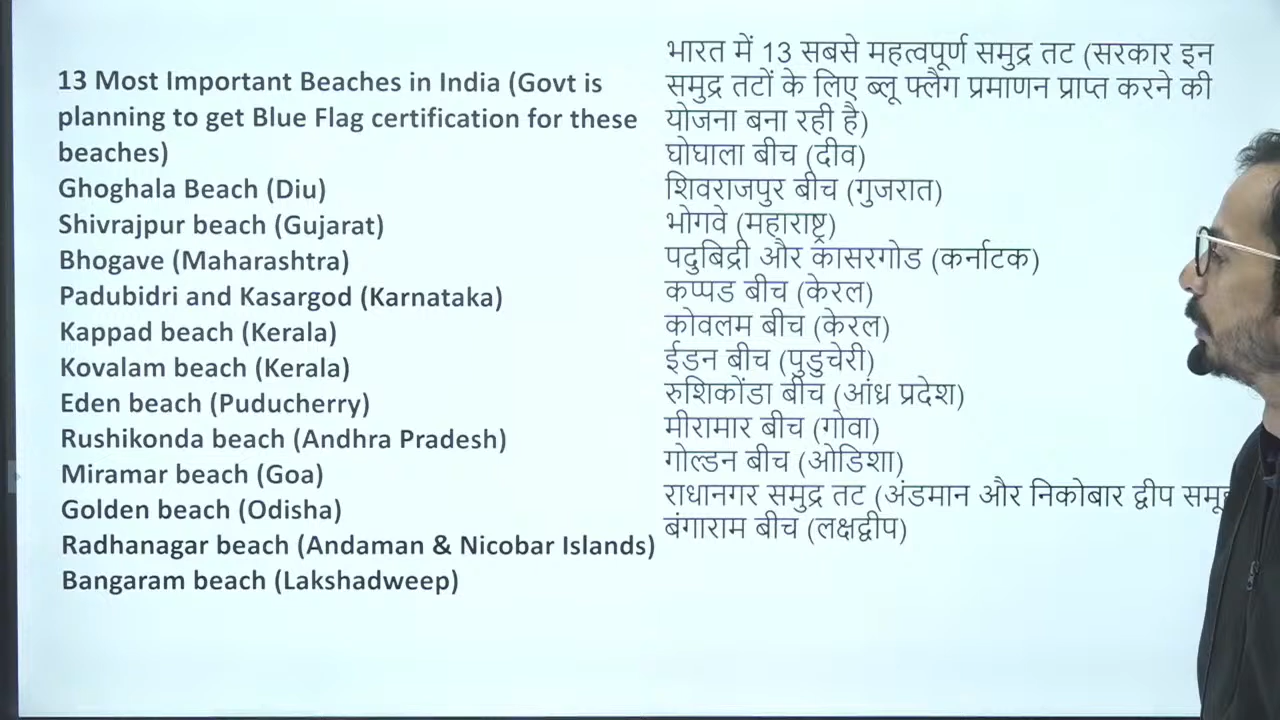 13 Most Important Beaches in India (Govt is
planning to get Blue Flag certification for these
beaches)
Ghoghala Beach (Diu)
Shivrajpur beach (Gujarat)
Bhogave (Maharashtra)
Padubidri and Kasargod (Karnataka)
Kappad beach (Kerala)
Kovalam beach (Kerala)
Eden beach (Puducherry)
Rushikonda beach (Andhra Pradesh)
Miramar beach (Goa)
Golden beach (Odisha)
Radhanagar beach (Andaman & Nicobar Islands)
Bangaram beach (Lakshadweep)
भारत में 13 सबसे महत्वपूर्ण समुद्र तट (सरकार इन
समुद्र तटों के लिए ब्लू फ्लैग प्रमाणन प्राप्त करने की
योजना बना रही है)
घोघाला बीच (दीव)
शिवराजपुर बीच (गुजरात)
भोगवे (महाराष्ट्र)
पदुबिद्री और कासरगोड (कर्नाटक)
कप्पड बीच (केरल)
कोवलम बीच (केरल)
ईडन बीच (पुडुचेरी)
रुशिकोंडा बीच (आंध्र प्रदेश)
मीरामार बीच (गोवा)
गोल्डन बीच (ओडिशा)
राधानगर समुद्र तट (अंडमान और निकोबार द्वीप
बंगाराम बीच (लक्षद्वीप)